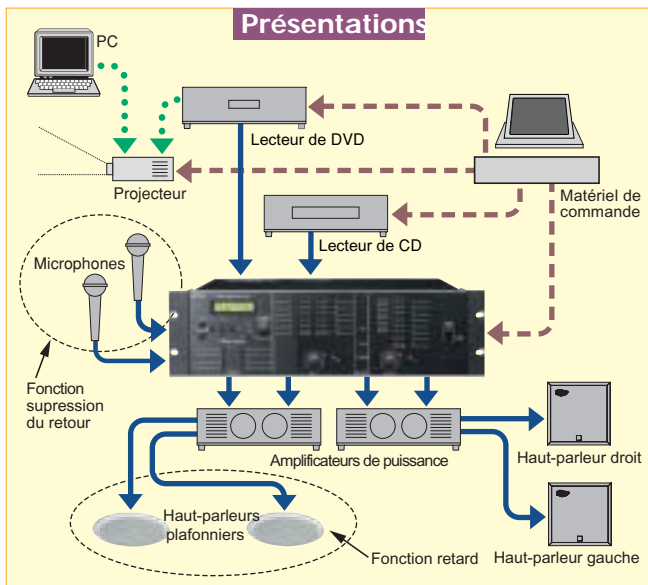 Présentations
PC
Lecteur de DVD
Projecteur
Matériel de
commande
Lecteur de CD
Microphones
Fonction
supression
du retour
Amplificateurs de puissance
Haut-parleur droit
Haut-parleurs
plafonniers
Fonction retard
Haut-parleur gauche